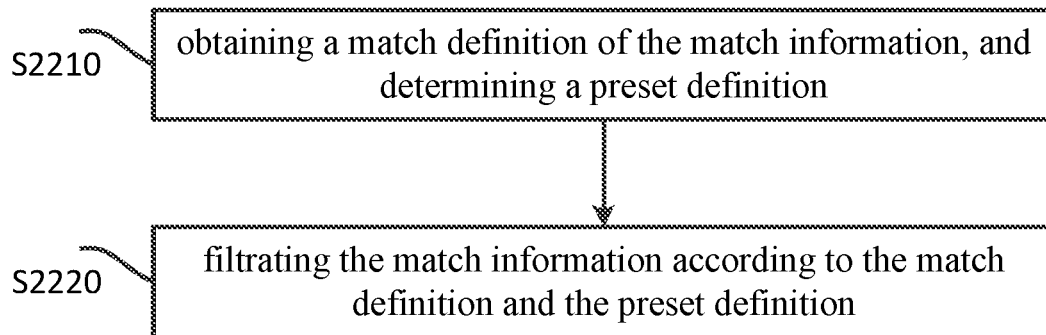 S2210
obtaining a match definition of the match information, and
determining a preset definition
S2220
filtrating the match information according to the match
definition and the preset definition